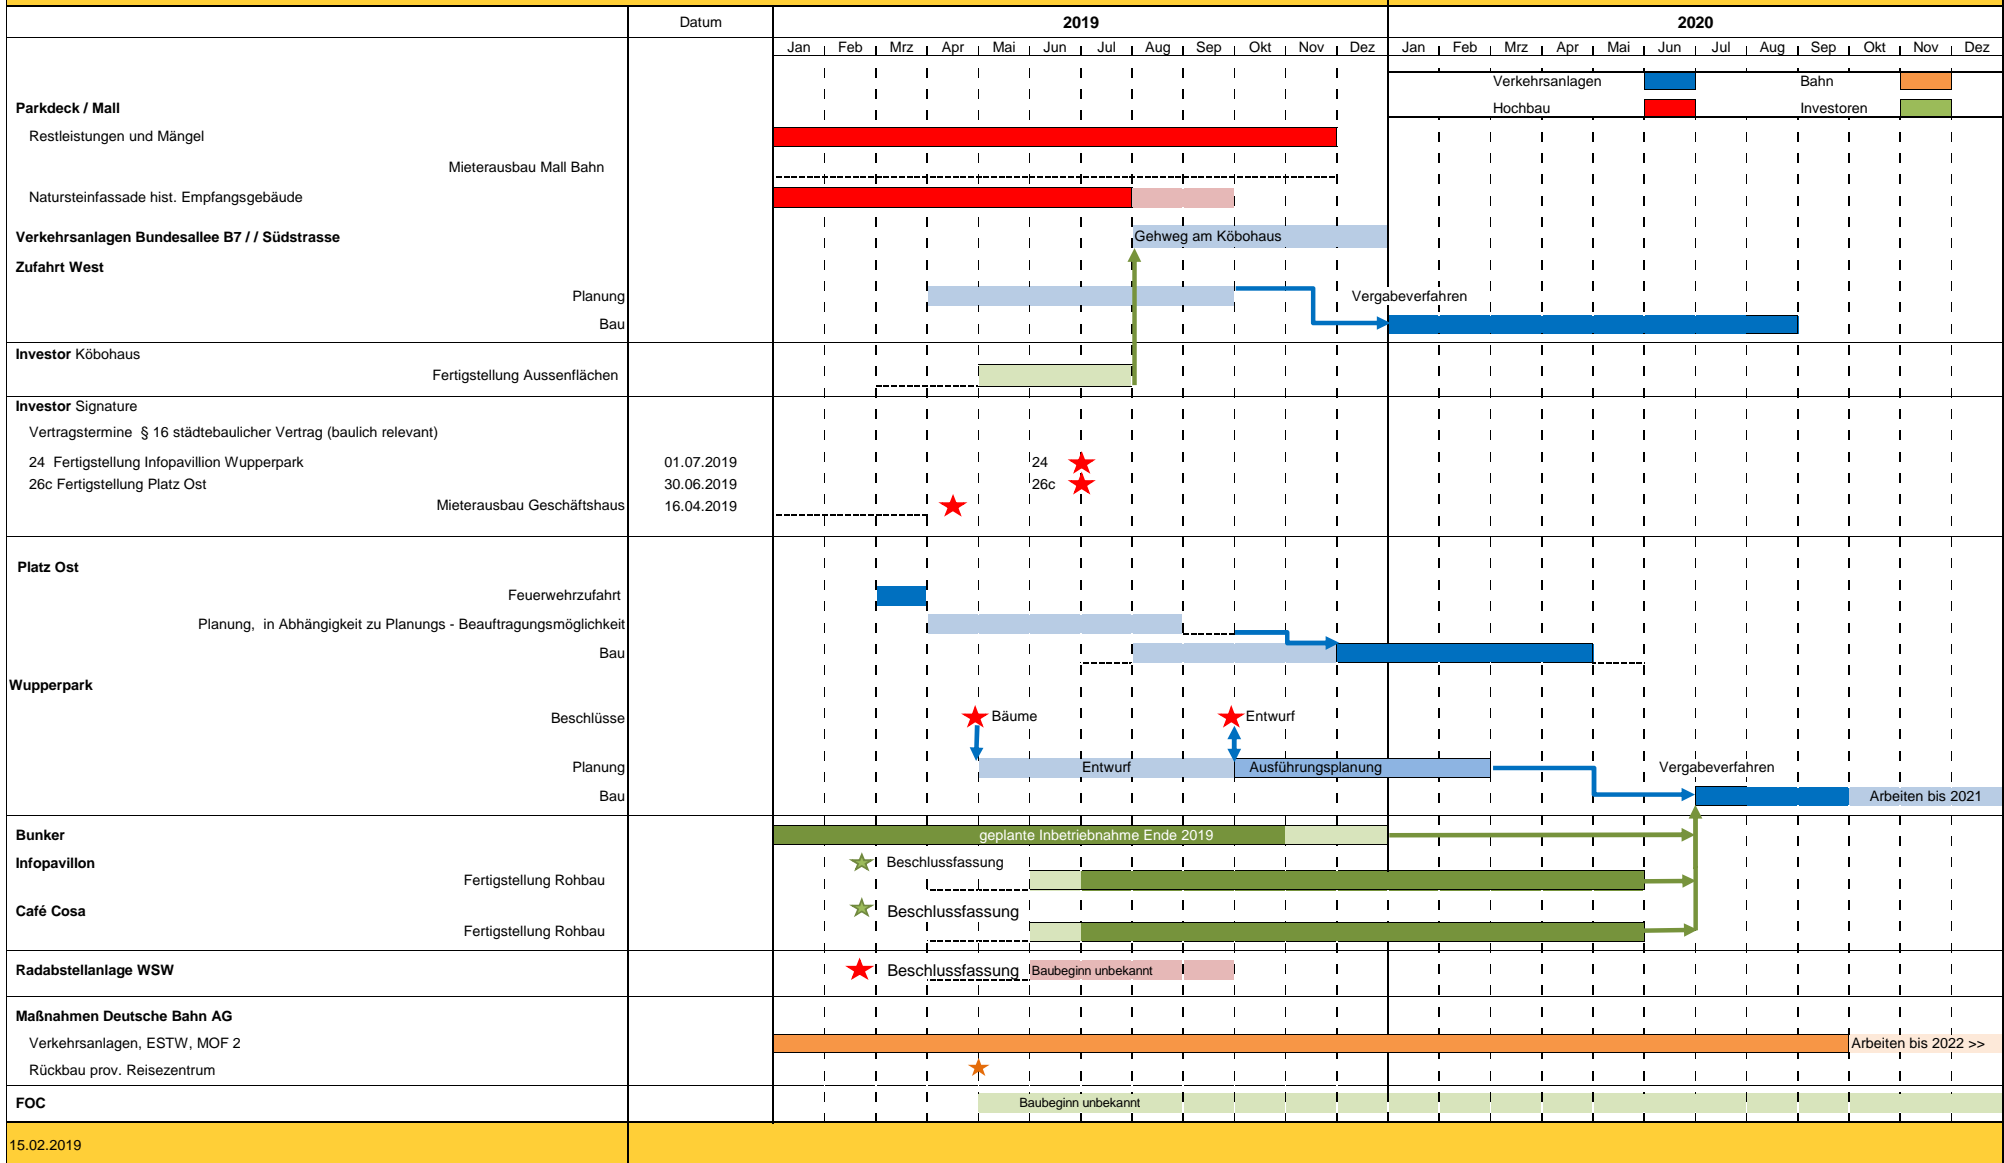 Datum 2019 2020
Jan Feb Mrz Apr Mai Jun Jul Aug Sep Okt Nov Dez Jan Feb Mrz Apr Mai Jun Jul Aug Sep Okt Nov Dez
Verkehrsanlagen Bahn
Parkdeck / Mall Hochbau Investoren
Restleistungen und Mängel
Mieterausbau Mall Bahn
Natursteinfassade hist. Empfangsgebäude
Verkehrsanlagen Bundesallee B7 / / Südstrasse Gehweg am Köbohaus
Zufahrt West
Planung Vergabeverfahren
Bau
Investor Köbohaus
Fertigstellung Aussenflächen
Investor Signature
Vertragstermine § 16 städtebaulicher Vertrag (baulich relevant)
24 Fertigstellung Infopavillion Wupperpark 01.07.2019 24
26c Fertigstellung Platz Ost 30.06.2019 26c
Mieterausbau Geschäftshaus 16.04.2019
Platz Ost
Feuerwehrzufahrt
Planung, in Abhängigkeit zu Planungs - Beauftragungsmöglichkeit
Bau
Wupperpark
Beschlüsse Bäume Entwurf
Planung Entwurf Ausführungsplanung Vergabeverfahren
Bau Arbeiten bis 2021
Bunker geplante Inbetriebnahme Ende 2019
Infopavillon Beschlussfassung
Fertigstellung Rohbau
Café Cosa Beschlussfassung
Fertigstellung Rohbau
Radabstellanlage WSW Beschlussfassung Baubeginn unbekannt
Maßnahmen Deutsche Bahn AG
Verkehrsanlagen, ESTW, MOF 2 Arbeiten bis 2022 >>
Rückbau prov. Reisezentrum
FOC Baubeginn unbekannt
15.02.2019